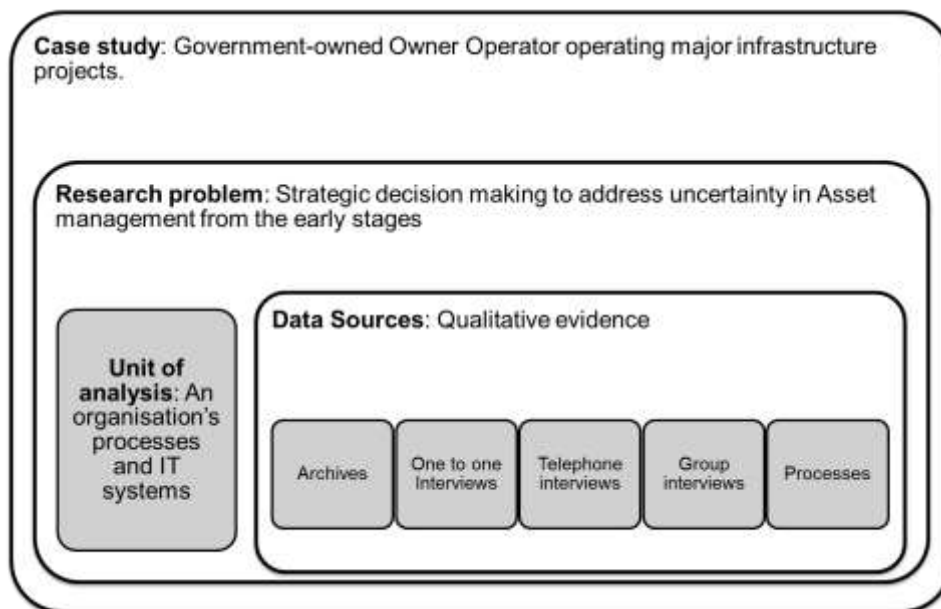 Case study: Government-owned Owner Operator operating major infrastructure
projects.
Research problem: Strategic decision making to address uncertainty in Asset
management from the early stages
Unit of
analysis: An
organisation's
processes
and IT
systems
Data Sources: Qualitative evidence
Archives
One to one
Interviews
Telephone
interviews
Group
interviews
Processes